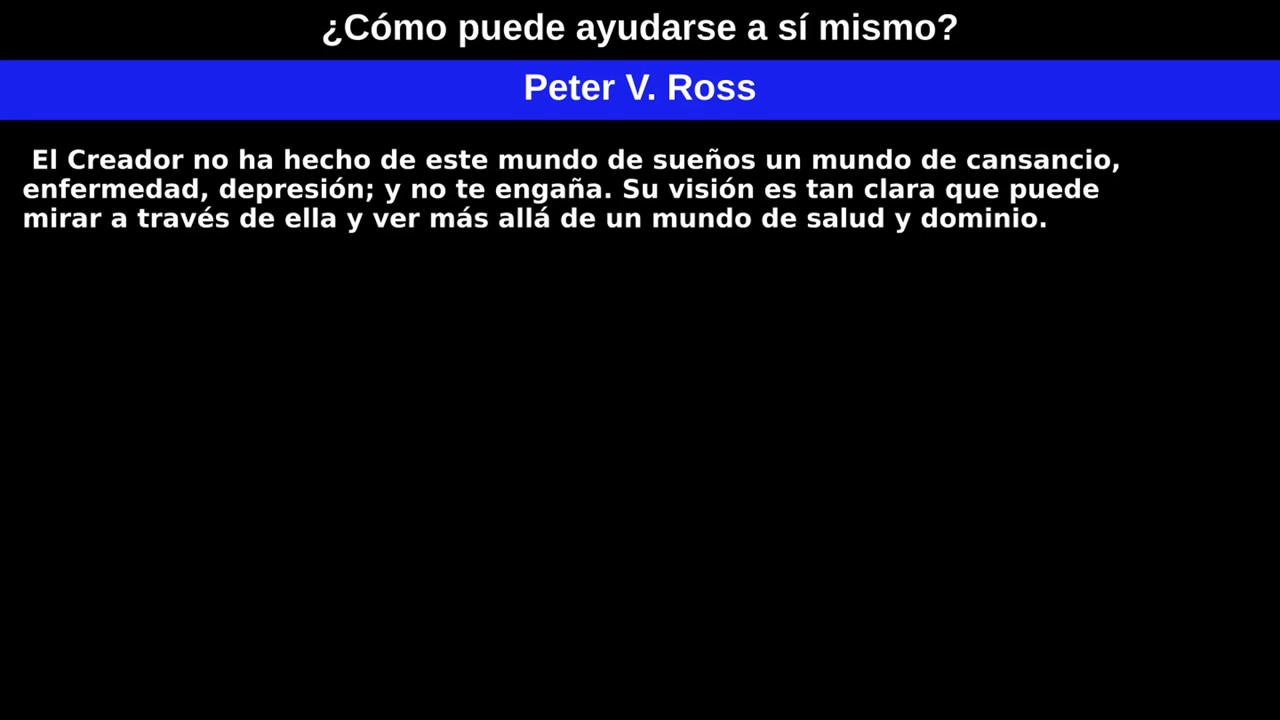 ¿Cómo puede ayudarse a sí mismo?
Peter V. Ross
El Creador no ha hecho de este mundo de sueños un mundo de cansancio,
enfermedad, depresión; y no te engaña. Su visión es tan clara que puede
mirar a través de ella y ver más allá de un mundo de salud y dominio.